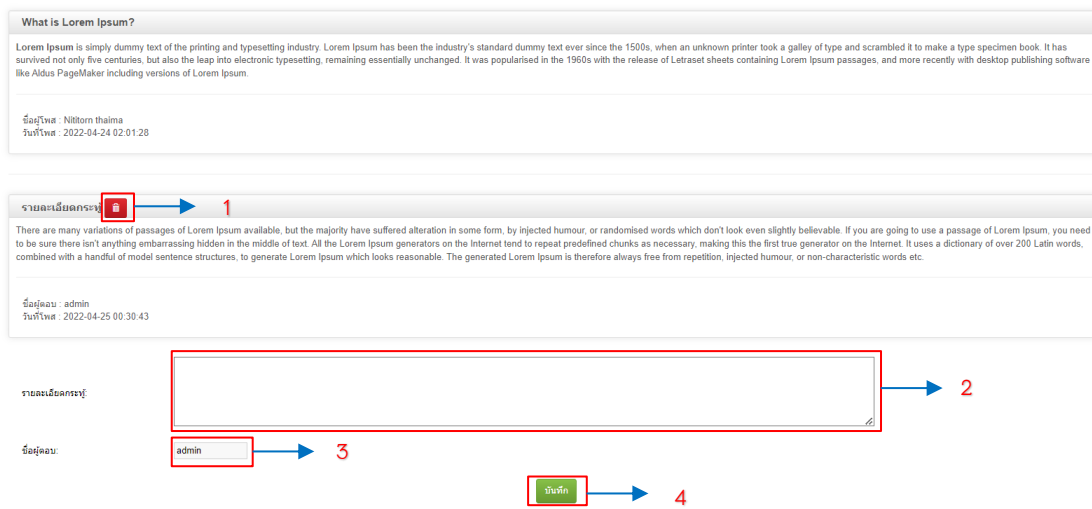 What is Lorem Ipsum?
Lorem Ipsum is simply dummy text of the printing and typesetting industry. Lorem Ipsum has been the industry's standard dummy text ever since the 1500s, when an unknown printer took a galley of type and scrambled it to make a type specimen book. It has
survived not only five centuries, but also the leap into electronic typesetting, remaining essentially unchanged. It was popularised in the 1960s with the release of Letraset sheets containing Lorem Ipsum passages, and more recently with desktop publishing software
like Aldus PageMaker including versions of Lorem Ipsum.
ชื่อผู้โพส : Nititorn thaima
วันที่โพส : 2022-04-24 02:01:28
รายละเอียดกระทู้ 1
There are many variations of passages of Lorem Ipsum available, but the majority have suffered alteration in some form, by injected humour, or randomised words which don't look even slightly believable. If you are going to use a passage of Lorem Ipsum, you need
to be sure there isn't anything embarrassing hidden in the middle of text. All the Lorem Ipsum generators on the Internet tend to repeat predefined chunks as necessary, making this the first true generator on the Internet. It uses a dictionary of over 200 Latin words,
combined with a handful of model sentence structures, to generate Lorem Ipsum which looks reasonable. The generated Lorem Ipsum is therefore always free from repetition, injected humour, or non-characteristic words etc.
ชื่อผู้ตอบ : admin
วันที่โพส : 2022-04-25 00:30:43
รายละเอียดกระทู้: 2
ชื่อผู้ตอบ: admin 3
บันทึก 4